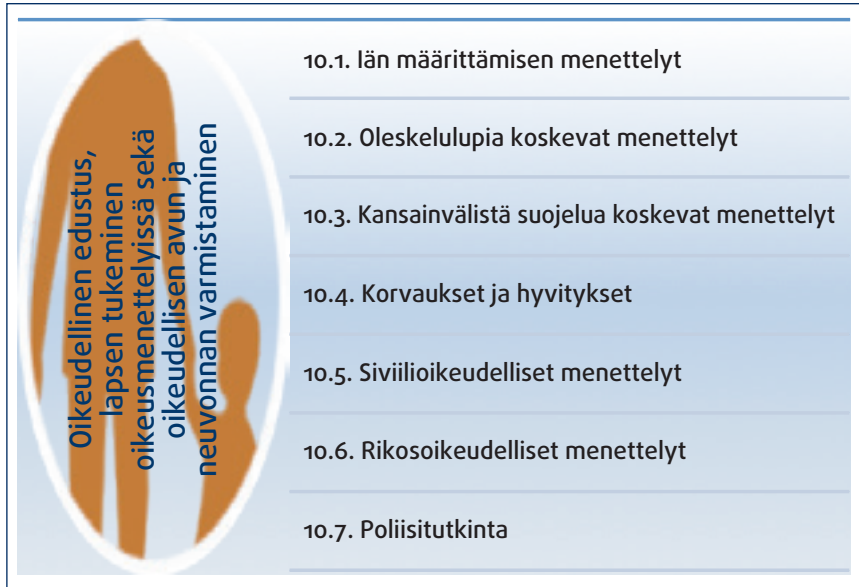 Oikeudellinen edustus,
lapsen tukeminen
oikeusmenettelyissä sekä
oikeudellisen avun ja
neuvonnan varmistaminen
10.1. Iän määrittämisen menettelyt
10.2. Oleskelulupia koskevat menettelyt
10.3. Kansainvälistä suojelua koskevat menettelyt
10.4. Korvaukset ja hyvitykset
10.5. Siviilioikeudelliset menettelyt
10.6. Rikosoikeudelliset menettelyt
10.7. Poliisitutkinta